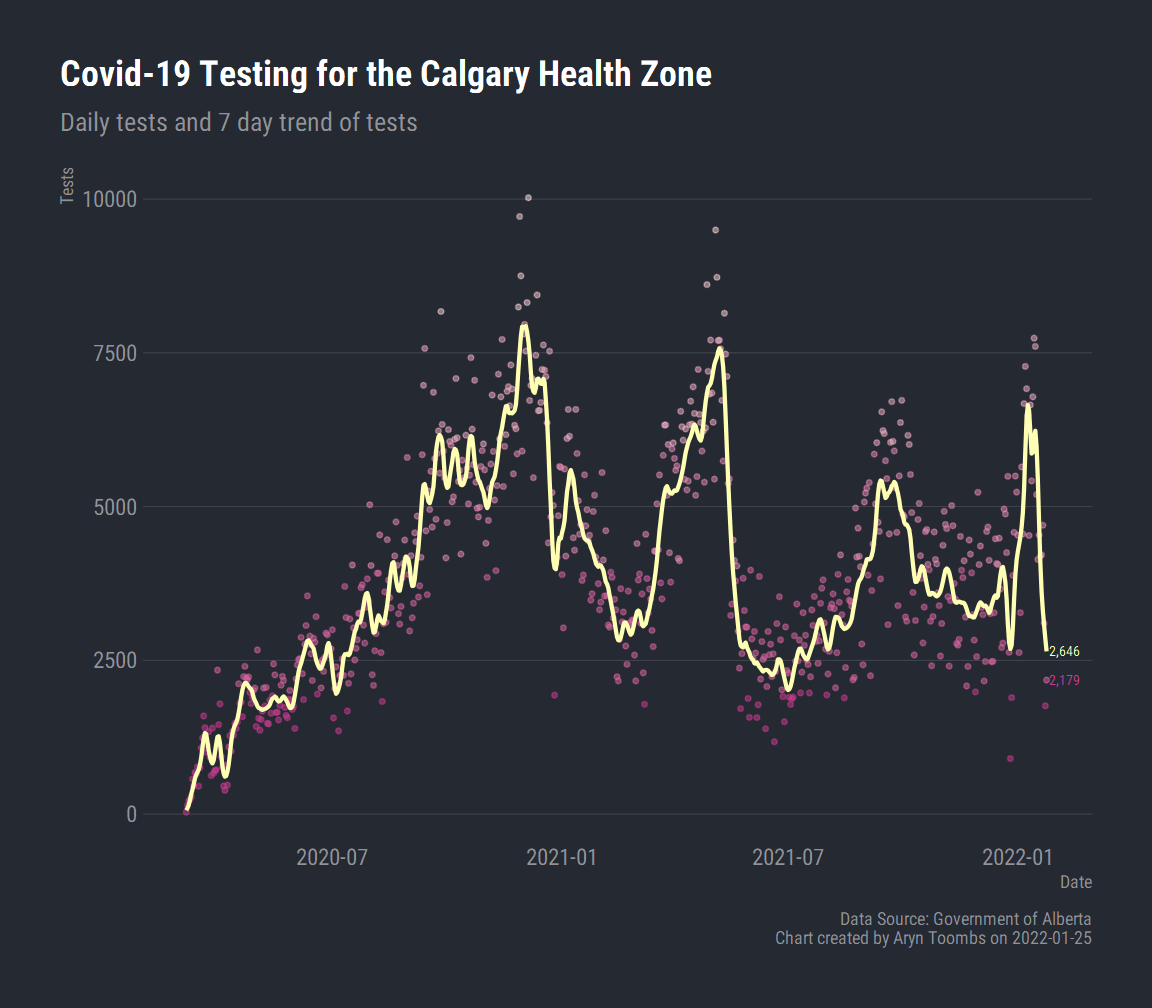 Covid-19 Testing for the Calgary Health Zone
Daily tests and 7 day trend of tests
Tests
10000
7500
5000
2500
0
2,646
2,179
2020-07
2021-01
2021-07
2022-01
Date
Data Source: Government of Alberta
Chart created by Aryn Toombs on 2022-01-25